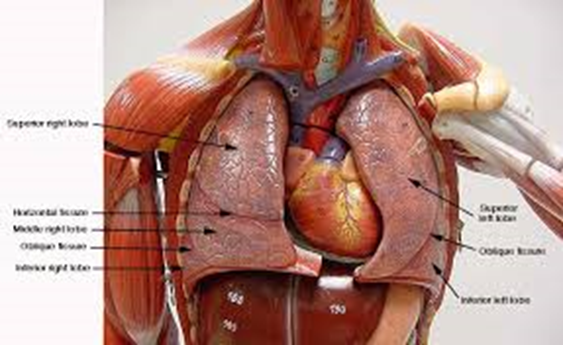 Superior right lobe
Horizontal fissure
Middle right lobe
Oblique fissure
Inferior right lobe
Superior
left lobe
Oblique fissure
Inferior left lobe